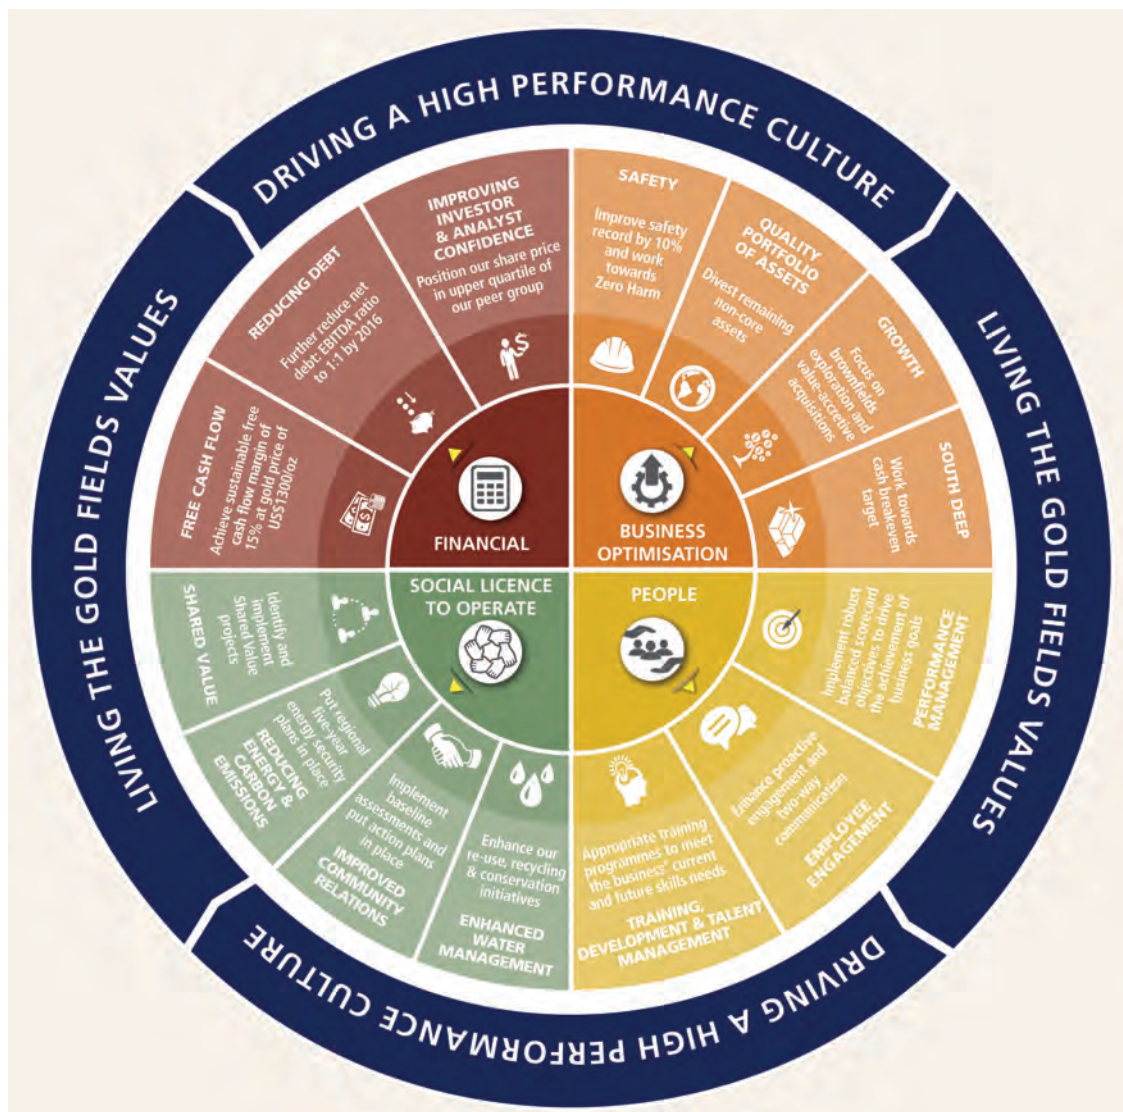 DRIVING A HIGH PERFORMANCE CULTURE
LIVING THE GOLD FIELDS VALUES
DRIVING A HIGH PERFORMANCE CULTURE
LIVING THE GOLD FIELDS VALUES
FINANCIAL
FREE CASH FLOW
Achieve sustainable free
cash flow margin of
15% at gold price of
US$1300/oz
REDUCING DEBT
Further reduce net
debt: EBITDA ratio
to 1:1 by 2016
IMPROVING
INVESTOR
& ANALYST
CONFIDENCE
Position our share price
in upper quartile of
our peer group
BUSINESS
OPTIMISATION
SAFETY
Improve safety
record by 10%
and work
towards
Zero Harm
QUALITY
PORTFOLIO
OF ASSETS
Divest remaining
non-core
assets
GROWTH
Focus on
brownfields
exploration and
value-accretive
acquisitions
SOUTH DEEP
Work towards
cash breakeven
target
PEOPLE
Implement robust
balanced scorecard
objectives to drive
the achievement of
business goals
PERFORMANCE
MANAGEMENT
Enhance proactive
engagement and
two-way
communication
EMPLOYEE
ENGAGEMENT
Appropriate training
programmes to meet
the business' current
and future skills needs
TRAINING,
DEVELOPMENT & TALENT
MANAGEMENT
SOCIAL LICENCE
TO OPERATE
Enhance our
re-use, recycling
& conservation
initiatives
ENHANCED
WATER
MANAGEMENT
Implement
baseline
assessments and
put action plans
in place
IMPROVED
COMMUNITY
RELATIONS
Put regional
five-year
energy security
plans in place
REDUCING
ENERGY &
CARBON
EMISSIONS
Identify and
implement
Shared Value
projects
SHARED VALUE